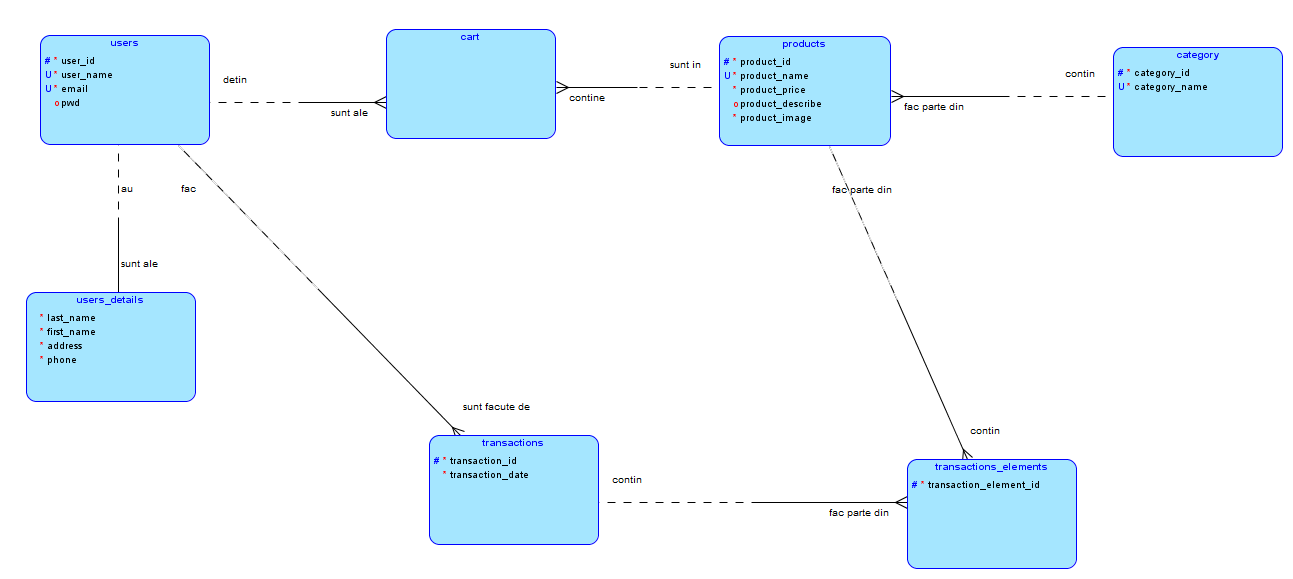 users
# * user_id
U * user_name
U * email
o pwd
detin
sunt ale
cart
sunt in
contine
products
# * product_id
U * product_name
* product_price
o product_describe
* product_image
contin
fac parte din
category
# * category_id
U * category_name
au
sunt ale
fac
fac parte din
users_details
* last_name
* first_name
* address
* phone
sunt facute de
transactions
# * transaction_id
* transaction_date
contin
fac parte din
contin
transactions_elements
# * transaction_element_id